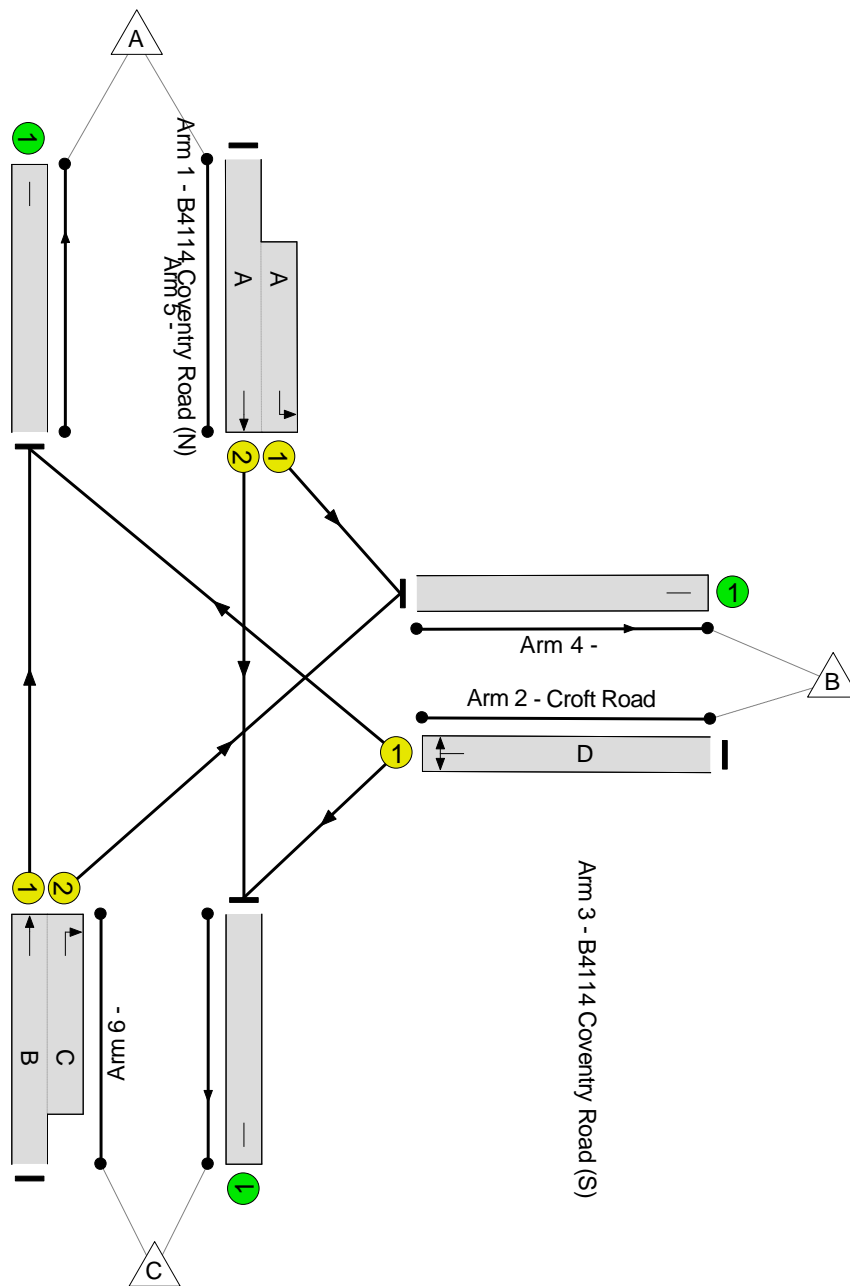 A
1
Arm 1 - B4114 Coventry Road (N)
Arm 5 -
A
A
2
1
1
Arm 4 -
B
Arm 2 - Croft Road
1
D
1
2
Arm 3 - B4114 Coventry Road (S)
Arm 6 -
B
C
1
C